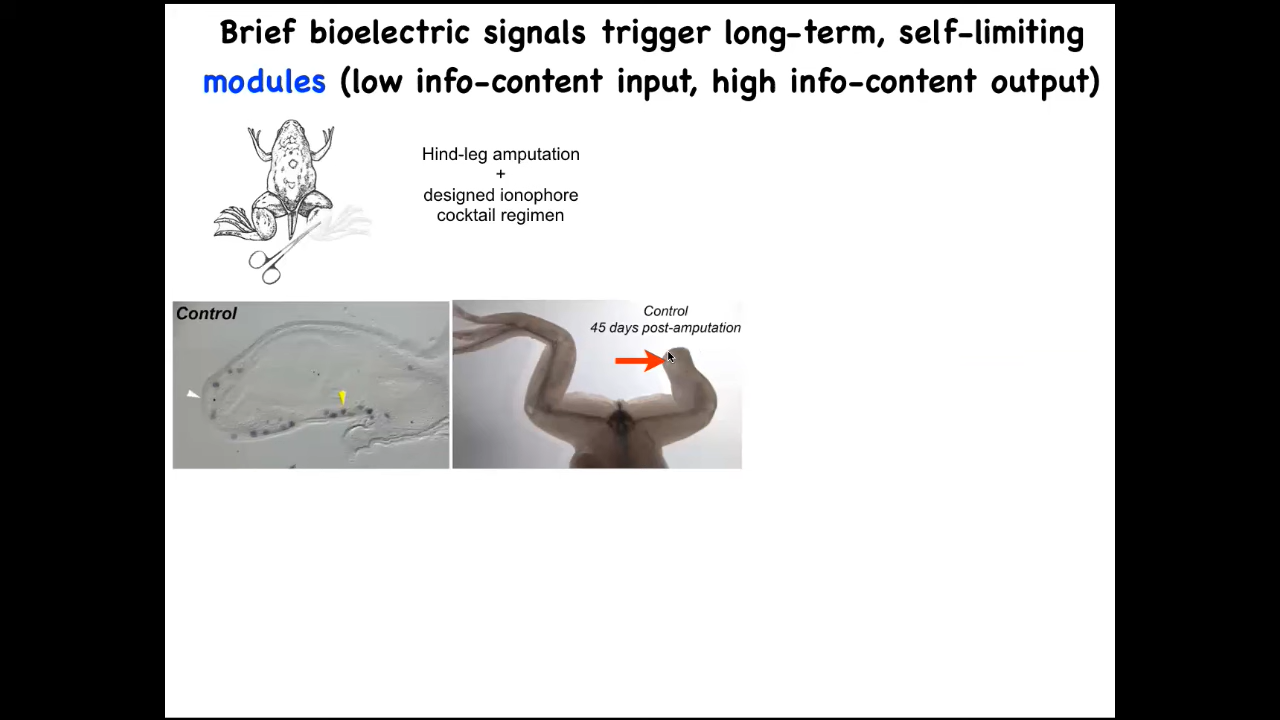 Brief bioelectric signals trigger long-term, self-limiting
modules (low info-content input, high info-content output)
Hind-leg amputation
+
designed ionophore
cocktail regimen
Control
Control
45 days post-amputation